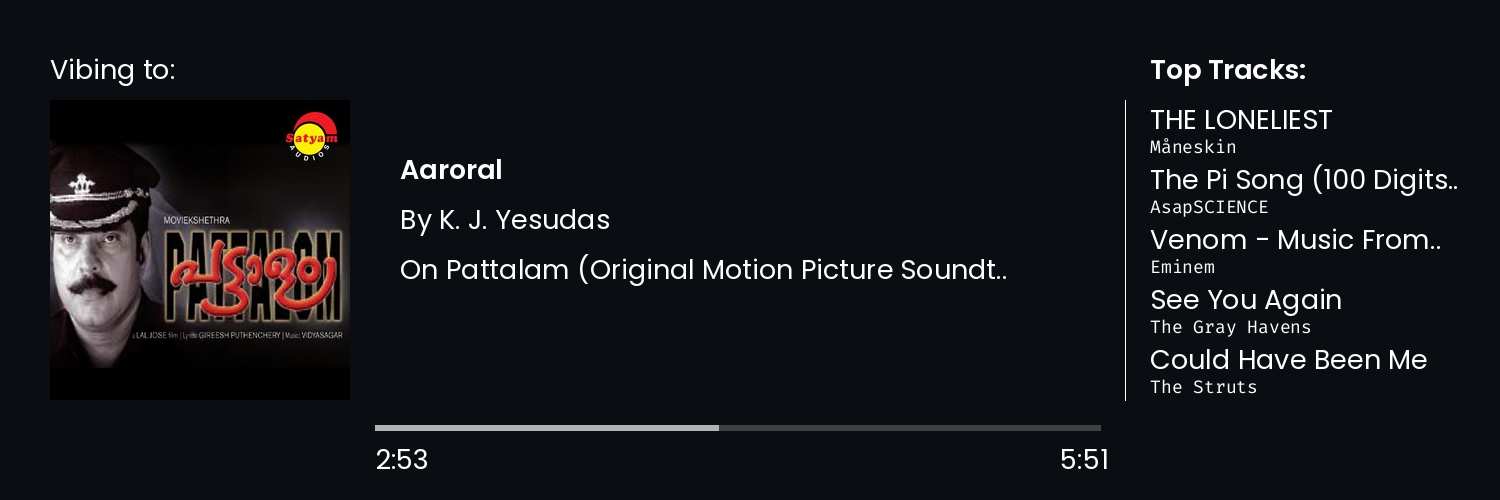 Vibing to:
Satyam
AUDIOS
MOVIEKSHETHRA
PATTALOM
പട്ടാളം
a LAL JOSE film | Lyrics: GIREESH PUTHENCHERY | Music: VIDYASAGAR
Aaroral
By K. J. Yesudas
On Pattalam (Original Motion Picture Soundt..
2:53
5:51
Top Tracks:
THE LONELIEST
Måneskin
The Pi Song (100 Digits..
AsapSCIENCE
Venom - Music From..
Eminem
See You Again
The Gray Havens
Could Have Been Me
The Struts